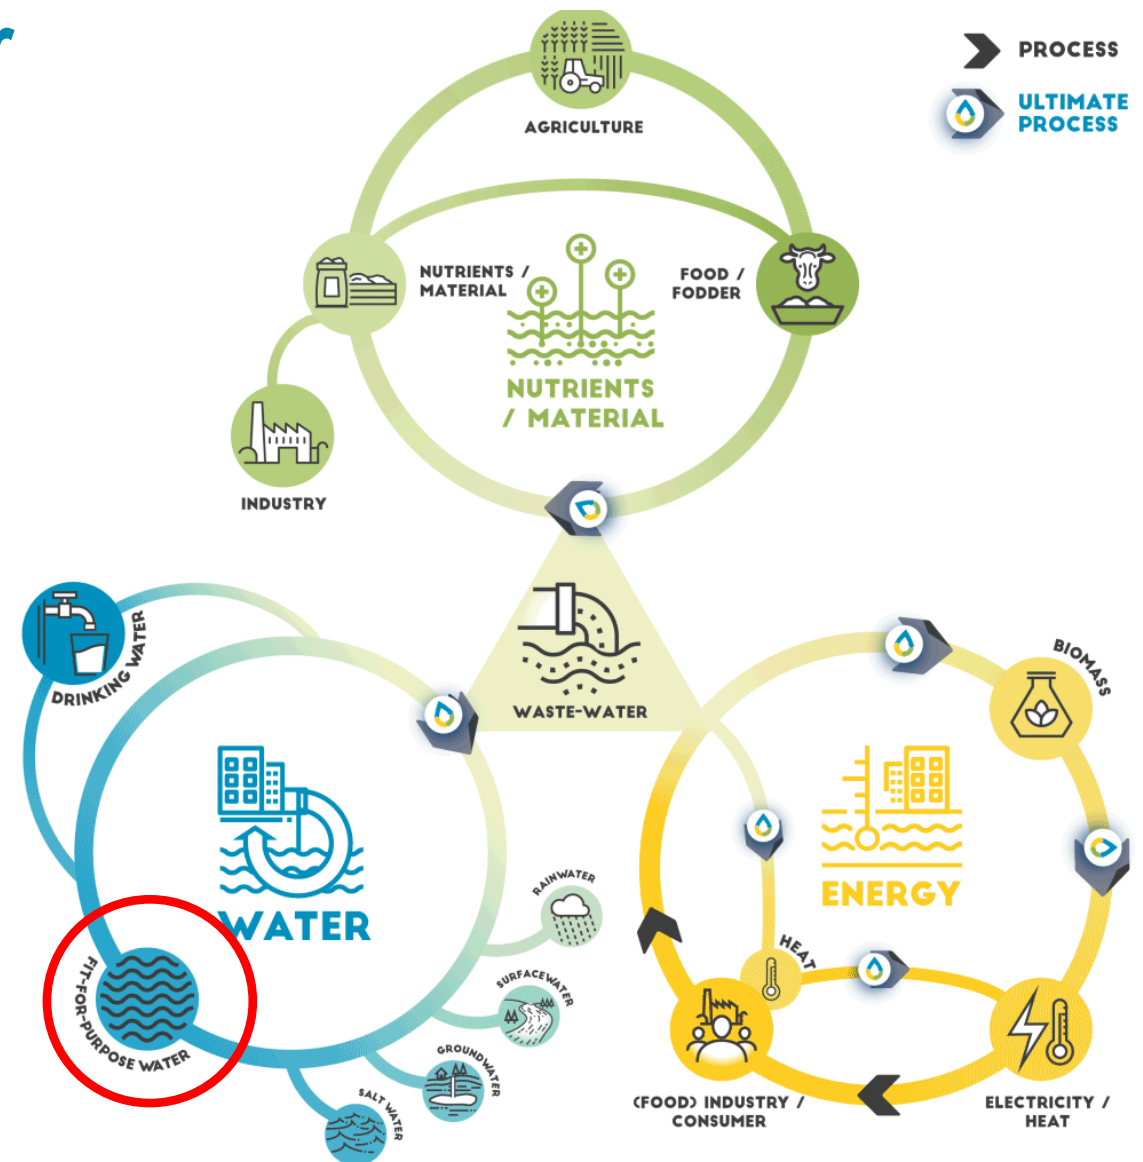 PROCESS
ULTIMATE
PROCESS
AGRICULTURE
NUTRIENTS /
MATERIAL
FOOD /
FODDER
NUTRIENTS
/ MATERIAL
INDUSTRY
WASTE-WATER
DRINKING WATER
BIOMASS
WATER
ENERGY
RAINWATER
HEAT
SURFACEWATER
FIT-FOR-PURPOSE WATER
GROUNDWATER
SALT WATER
(FOOD) INDUSTRY /
CONSUMER
ELECTRICITY /
HEAT